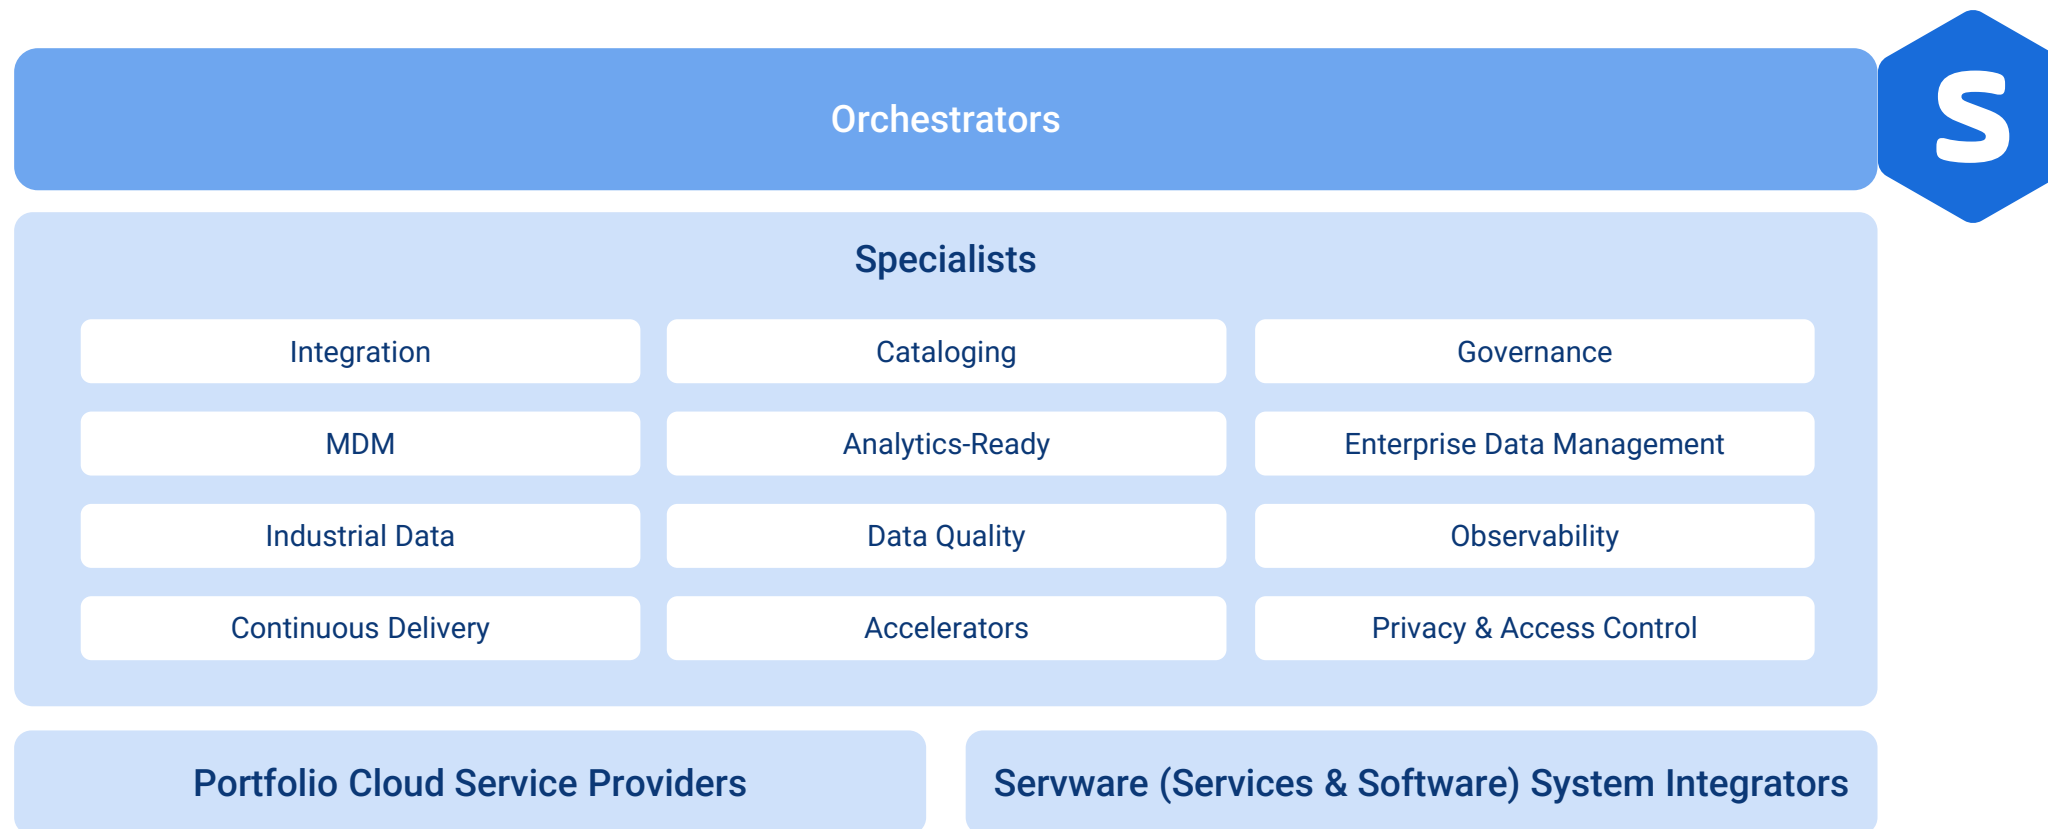 Orchestrators
S
Specialists
Integration
Cataloging
Governance
MDM
Analytics-Ready
Enterprise Data Management
Industrial Data
Data Quality
Observability
Continuous Delivery
Accelerators
Privacy & Access Control
Portfolio Cloud Service Providers
Servware (Services & Software) System Integrators